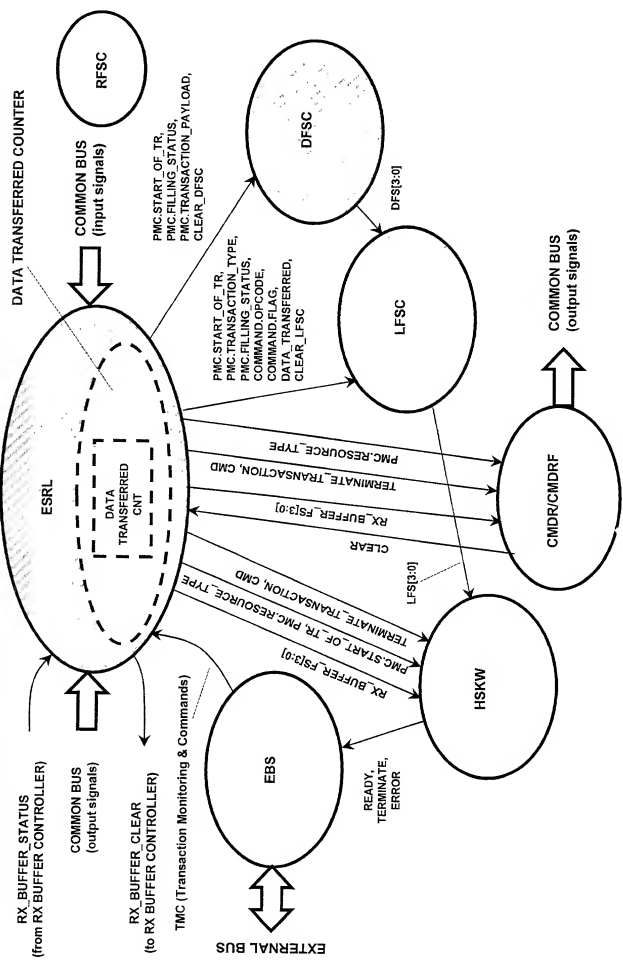 RX_BUFFER_STATUS
(from RX BUFFER CONTROLLER)
COMMON BUS
(output signals)
RX_BUFFER_CLEAR
(to RX BUFFER CONTROLLER)
TMC (Transaction Monitoring & Commands)
EXTERNAL BUS
EBS
READY,
TERMINATE,
ERROR
HSKW
ESRL
DATA
TRANSFERRED
CNT
DATA TRANSFERRED COUNTER
COMMON BUS
(input signals)
RFSC
RX_BUFFER_FS[3:0]
PMC.START_OF_TR, PMC.RESOURCE_TYPE
TERMINATE_TRANSACTION, CMD
LFS[3:0]
CLEAR
RX_BUFFER_FS[3:0]
TERMINATE_TRANSACTION, CMD
PMC.RESOURCE_TYPE
CMDR/CMDRF
COMMON BUS
(output signals)
PMC.START_OF_TR,
PMC.TRANSACTION_TYPE,
PMC.FILLING_STATUS,
COMMAND.OPCODE,
COMMAND.FLAG,
DATA_TRANSFERRED,
CLEAR_LFSC
LFSC
PMC.START_OF_TR,
PMC.FILLING_STATUS,
PMC.TRANSACTION_PAYLOAD,
CLEAR_DFSC
DFSC
DFS[3:0]